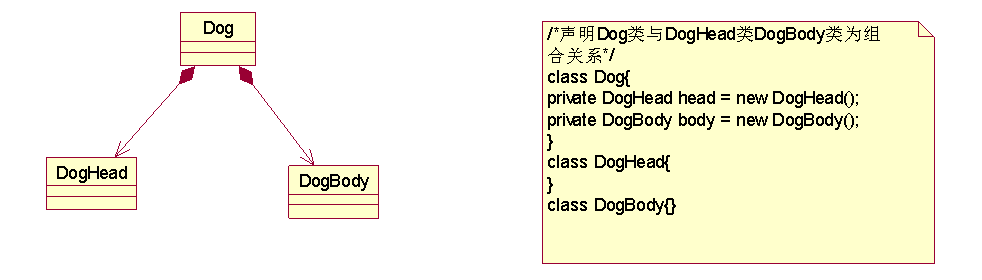 Dog
DogHead
DogBody
/*声明Dog类与DogHead类DogBody类为组
合关系*/
class Dog{
private DogHead head = new DogHead();
private DogBody body = new DogBody();
}
class DogHead{
}
class DogBody{}